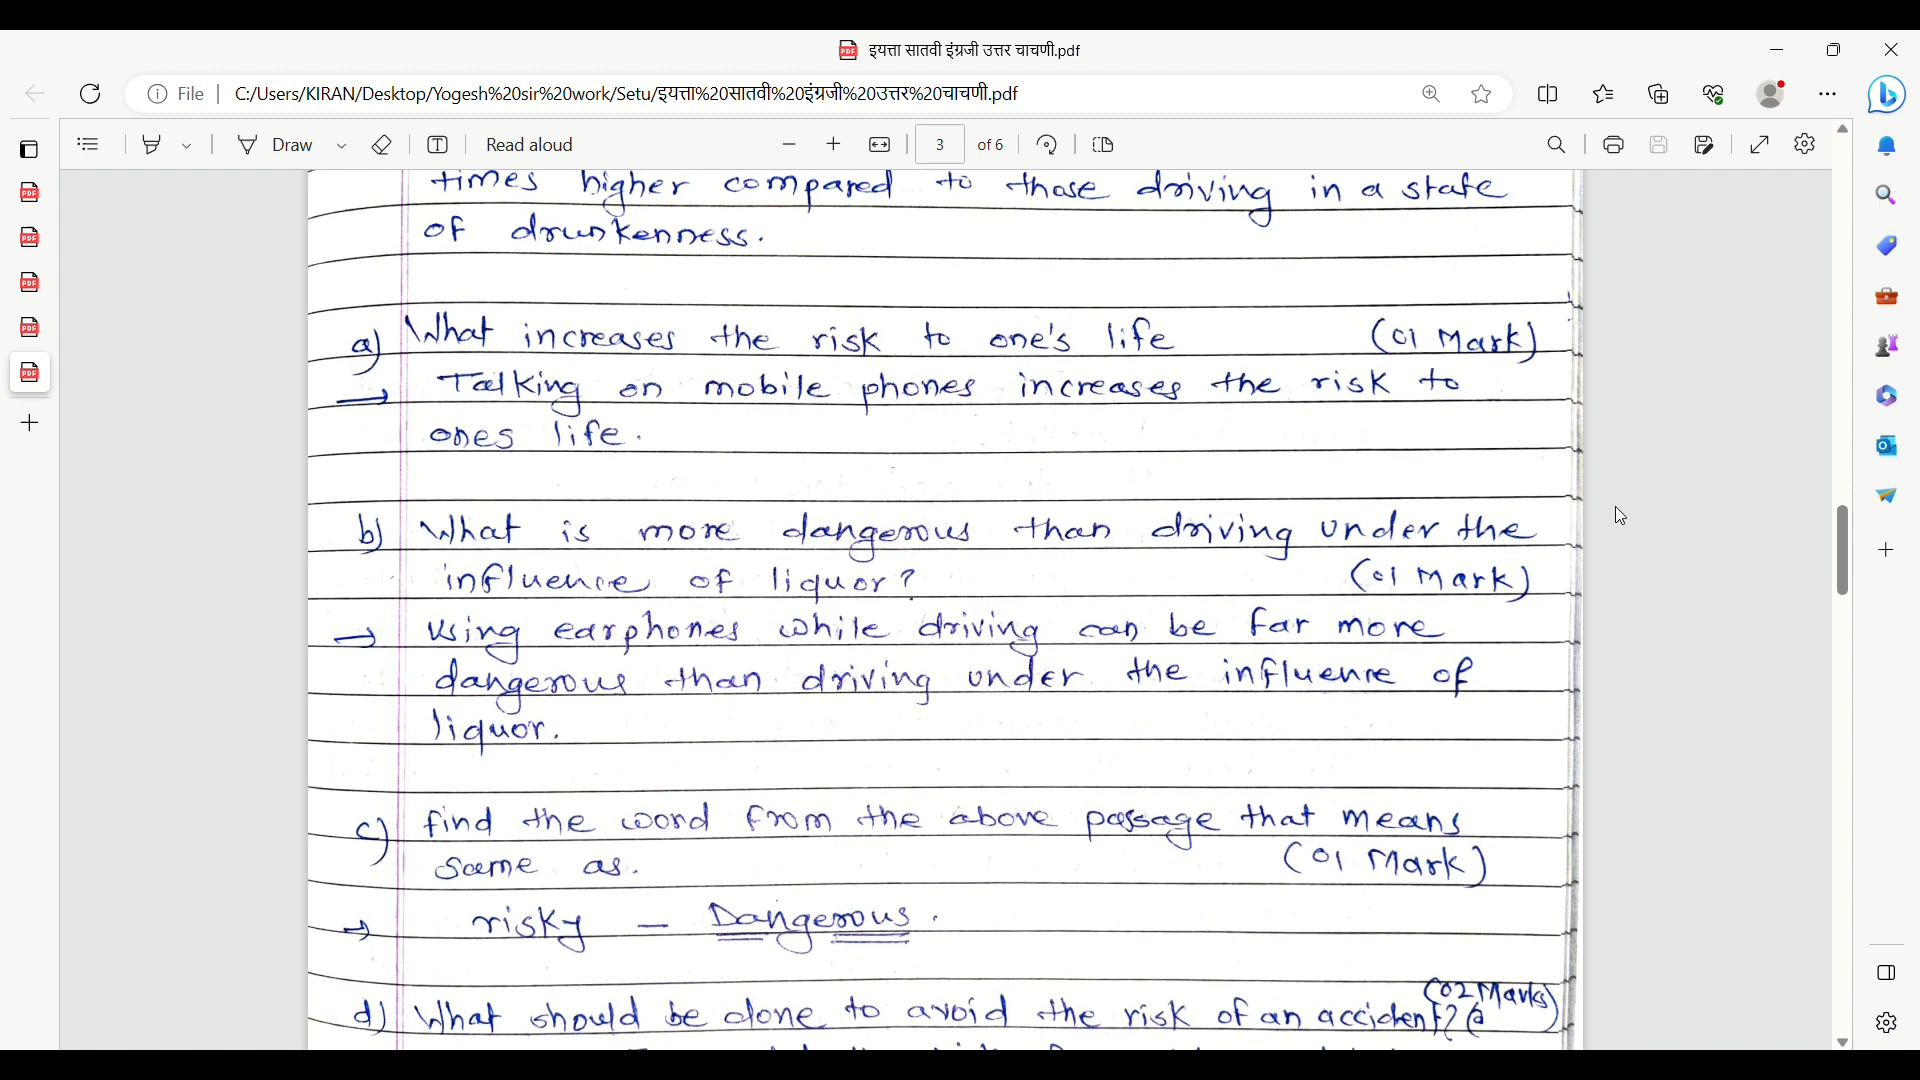 इयत्ता सातवी इंग्रजी उत्तर चाचणी.pdf
File | C:/Users/KIRAN/Desktop/Yogesh%20sir%20work/Setu/इयत्ता%20सातवी%20इंग्रजी%20उत्तर%20चाचणी.pdf
Draw Read aloud 3 of 6
times higher compared to those driving in a state
of drunkenness.
a) What increases the risk to one's life (01 Mark)
→ Talking on mobile phones increases the risk to
ones life.
b) What is more dangerous than driving under the
influence of liquor? (01 Mark)
→ Using earphones while driving can be far more
dangerous than driving under the influence of
liquor.
c) find the word from the above passage that means
same as. (01 Mark)
→ risky - Dangerous.
(02 Marks)
d) What should be done to avoid the risk of an accident?